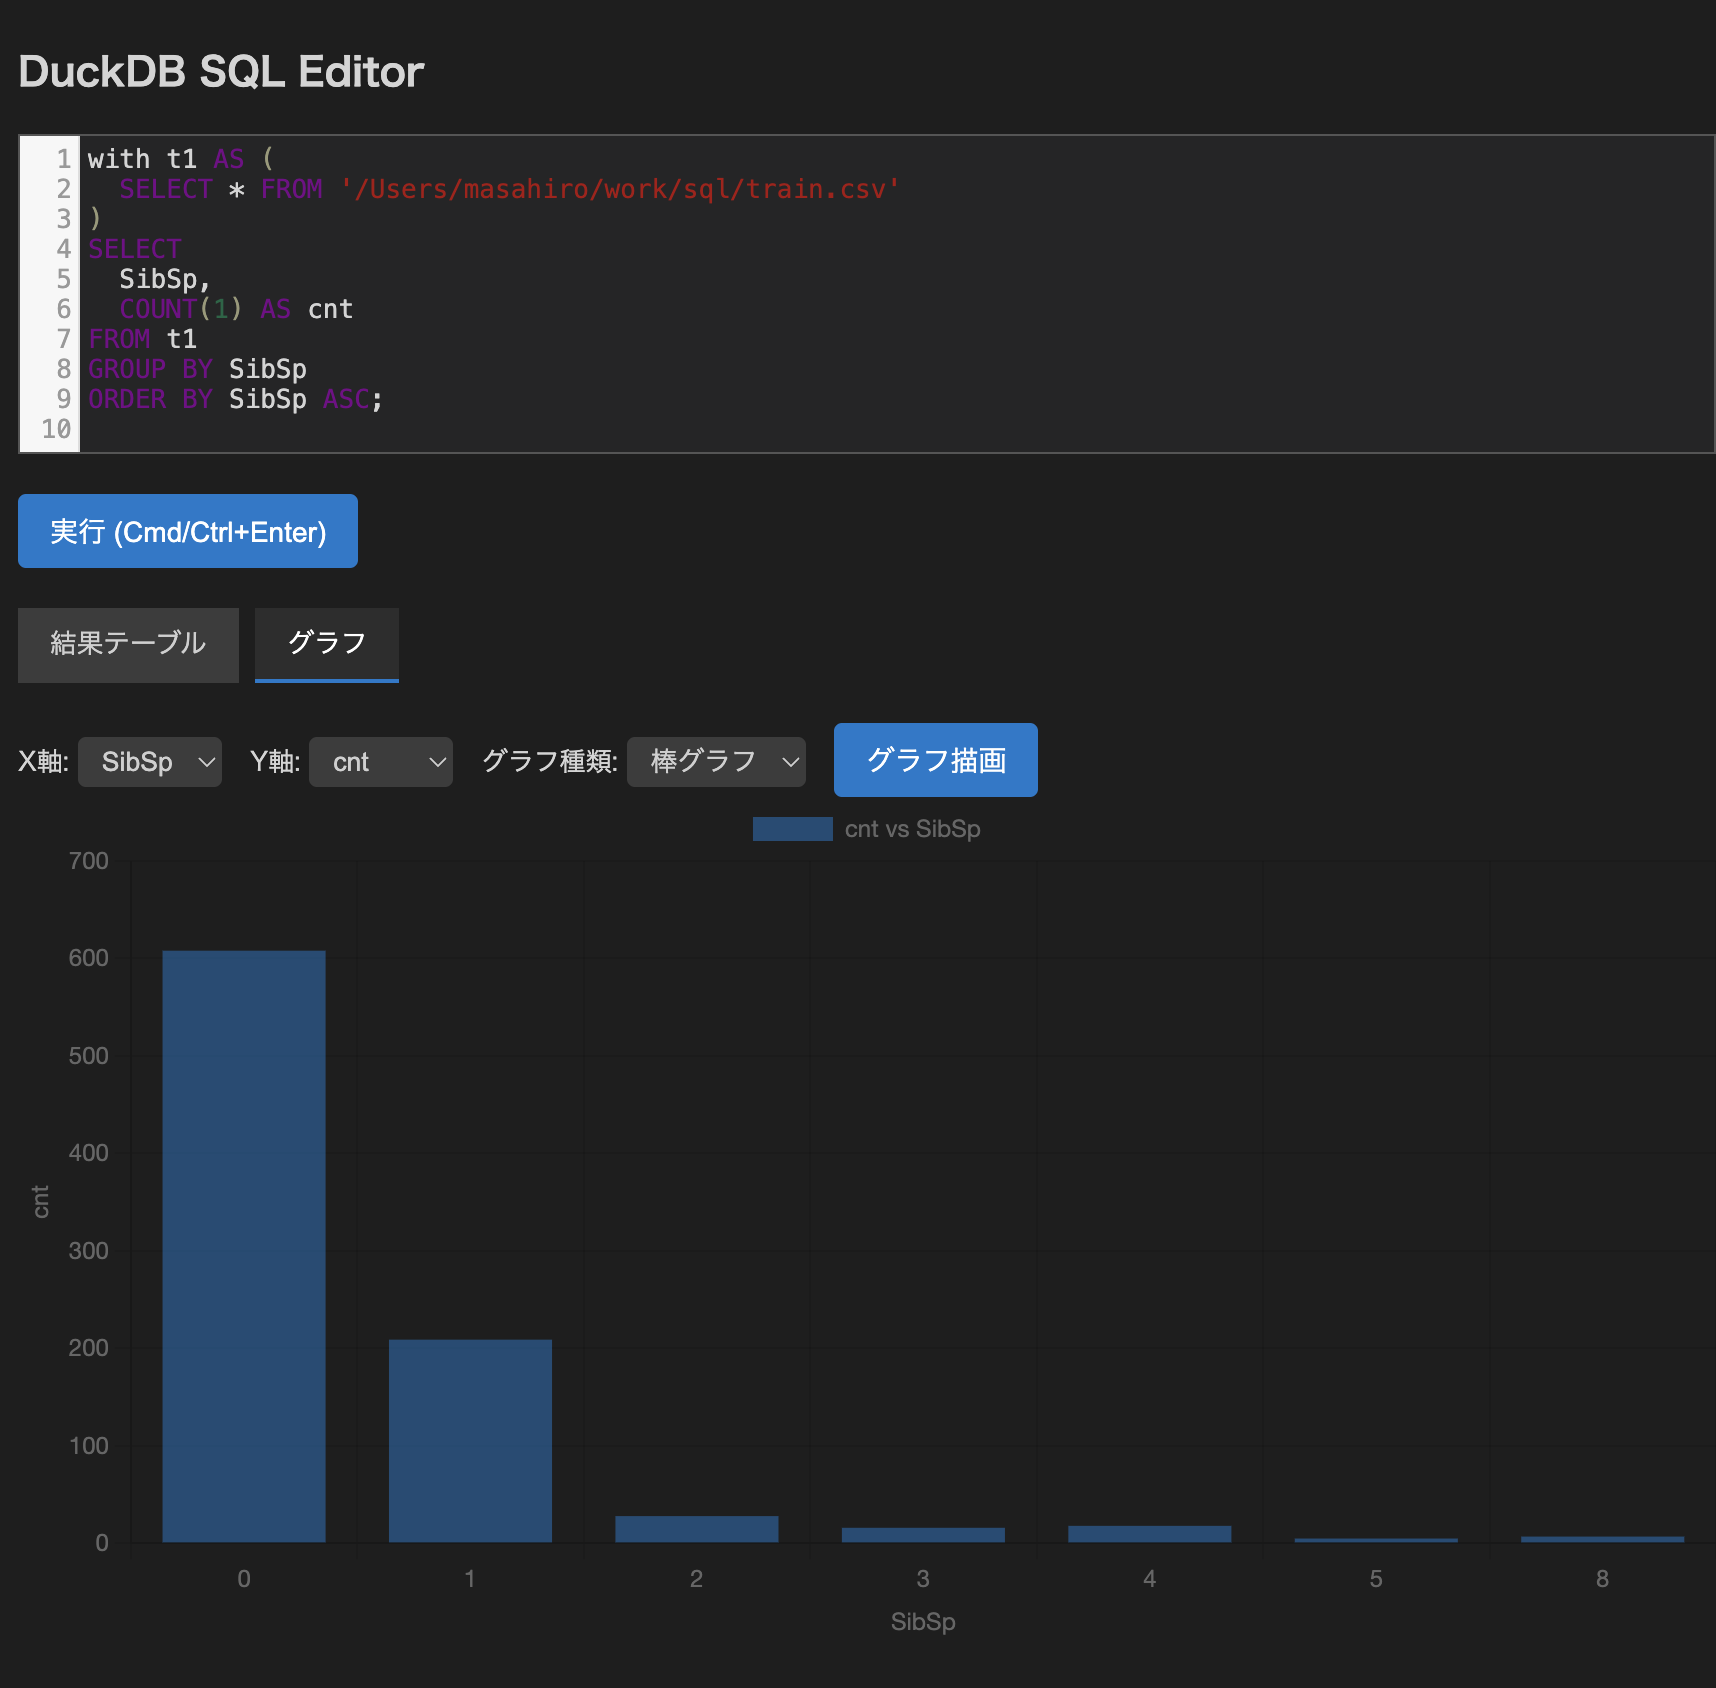 DuckDB SQL Editor
1 with t1 AS (
2   SELECT * FROM '/Users/masahiro/work/sql/train.csv'
3 )
4 SELECT
5   SibSp,
6   COUNT(1) AS cnt
7 FROM t1
8 GROUP BY SibSp
9 ORDER BY SibSp ASC;
10
実行 (Cmd/Ctrl+Enter)
結果テーブル グラフ
X軸: SibSp Y軸: cnt グラフ種類: 棒グラフ グラフ描画
cnt vs SibSp
700
600
500
400
300
200
100
0
cnt
0 1 2 3 4 5 8
SibSp